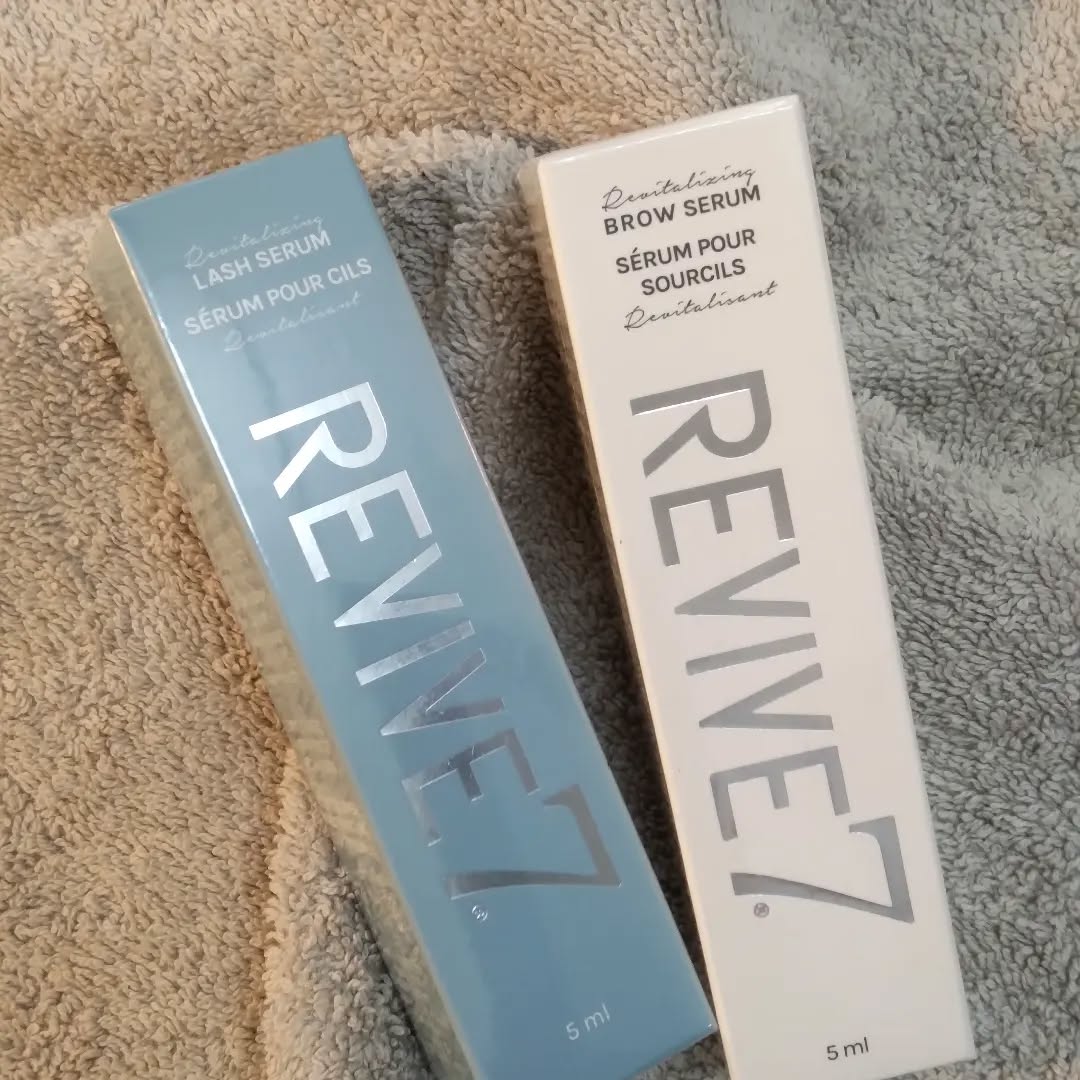 Revitalizing
LASH SERUM
SÉRUM POUR CILS
Revitalisant
REVIVE7®
5 ml
Revitalizing
BROW SERUM
SÉRUM POUR
SOURCILS
Revitalisant
REVIVE7®
5 ml